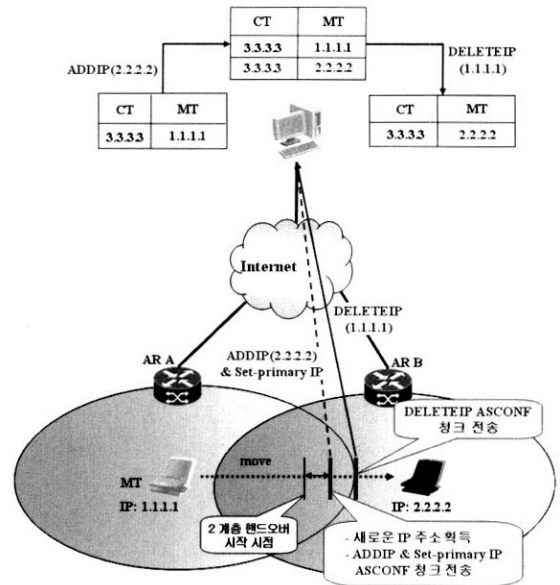 CT MT
3.3.3.3 1.1.1.1
3.3.3.3 2.2.2.2
ADDIP(2.2.2.2)
DELETEIP
(1.1.1.1)
CT MT
3.3.3.3 1.1.1.1
CT MT
3.3.3.3 2.2.2.2
Internet
DELETEIP
(1.1.1.1)
ADDIP(2.2.2.2)
& Set-primary IP
AR A
AR B
DELETEIP ASCONF
청크 전송
move
MT
IP: 1.1.1.1
IP: 2.2.2.2
2 계층 핸드오버
시작 시점
- 새로운 IP 주소 획득
- ADDIP & Set-primary IP
ASCONF 청크 전송